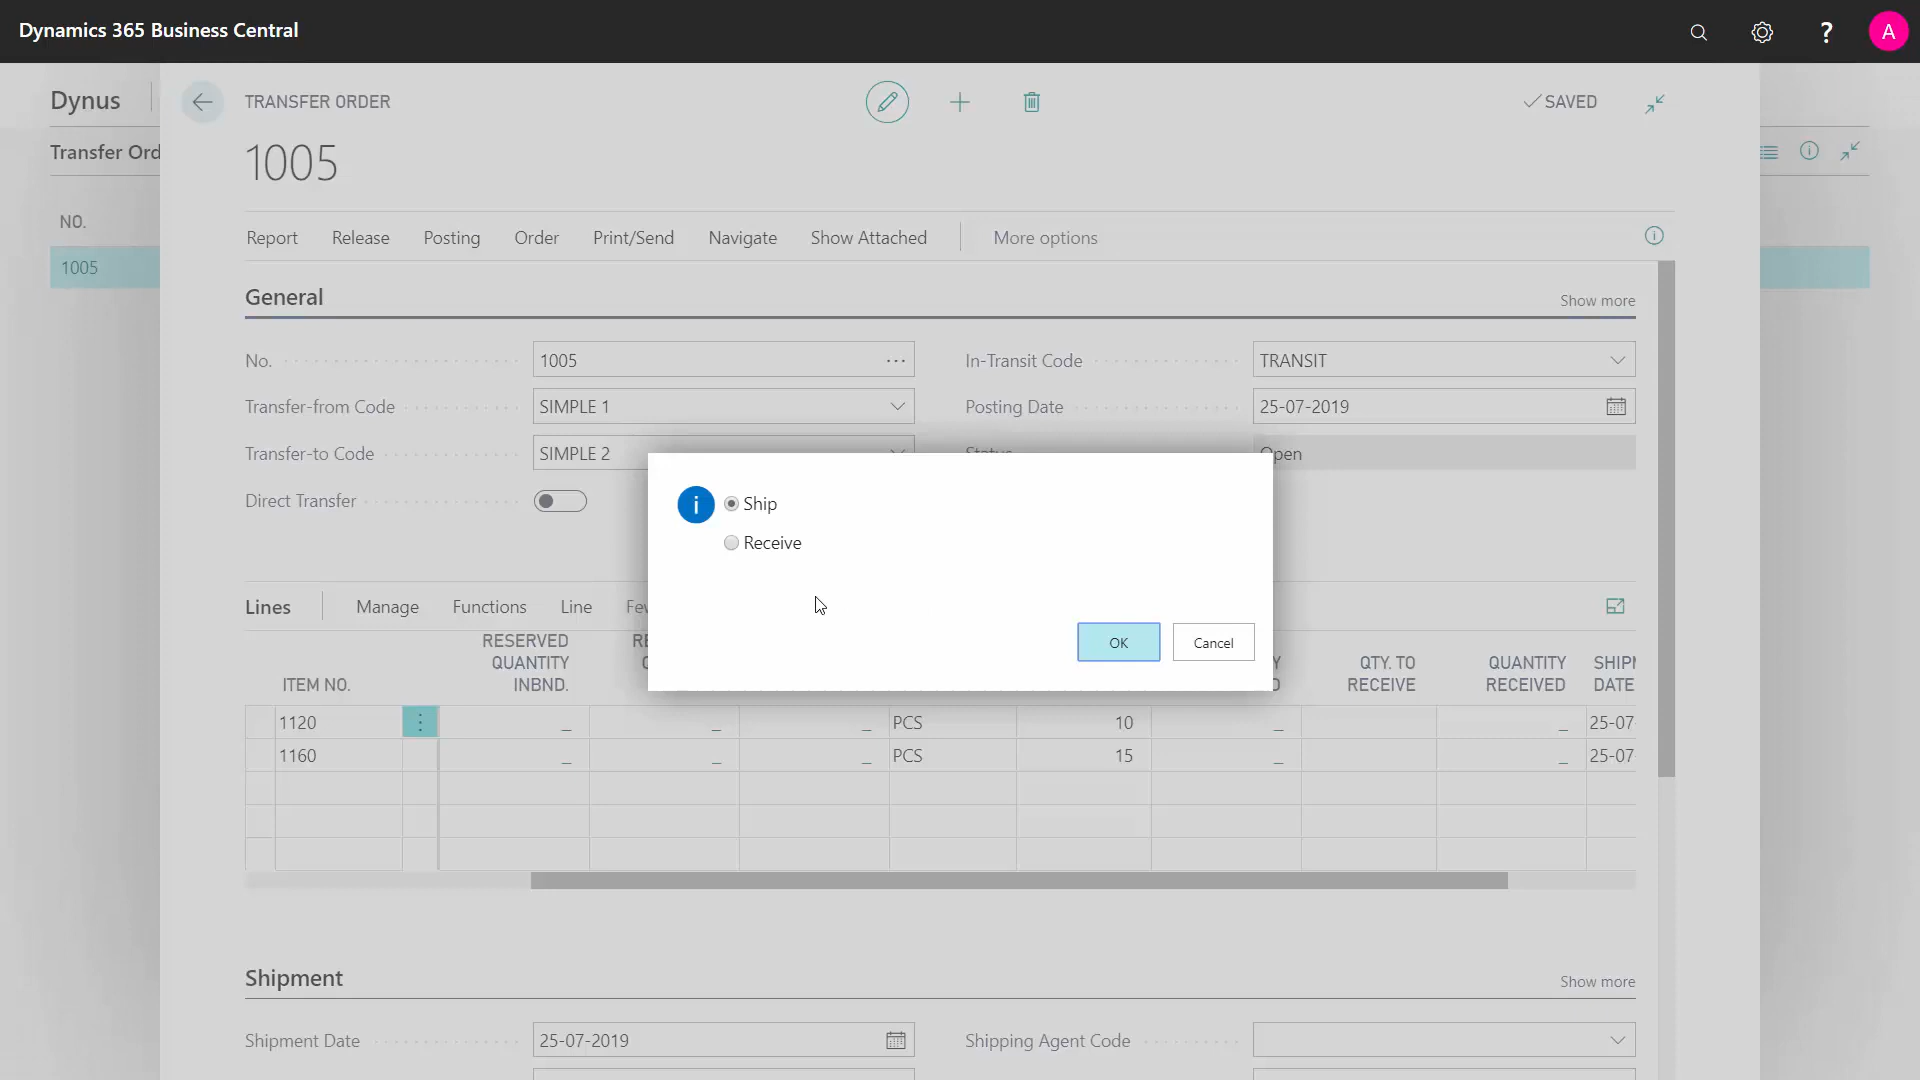 Dynamics 365 Business Central
?
A
Dynus
TRANSFER ORDER
SAVED
Transfer Ord
1005
NO.
1005
Report Release Posting Order Print/Send Navigate Show Attached More options
General Show more
No. 1005 ... In-Transit Code TRANSIT
Transfer-from Code SIMPLE 1 Posting Date 25-07-2019
Transfer-to Code SIMPLE 2 Status Open
Direct Transfer
i Ship
Receive
OK Cancel
Lines Manage Functions Line Few
ITEM NO. RESERVED QUANTITY INBND. QTY. TO RECEIVE QUANTITY RECEIVED
1120 _ _ _ PCS 10 _ _ 25-07
1160 _ _ _ PCS 15 _ _ 25-07
Shipment Show more
Shipment Date 25-07-2019 Shipping Agent Code